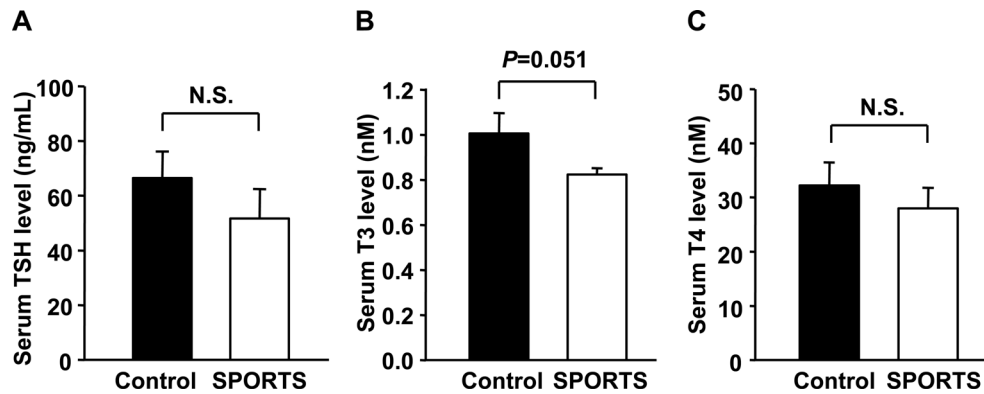 A
Serum TSH level (ng/mL)
100
80
60
40
20
0
N.S.
Control SPORTS
B
Serum T3 level (nM)
1.2
1.0
0.8
0.6
0.4
0.2
0.0
P=0.051
Control SPORTS
C
Serum T4 level (nM)
50
40
30
20
10
0
N.S.
Control SPORTS